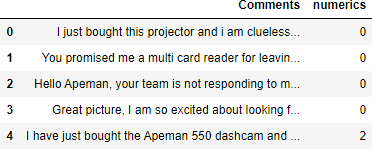 Comments numerics
0 I just bought this projector and i am clueless... 0
1 You promised me a multi card reader for leavin... 0
2 Hello Apeman, your team is not responding to m... 0
3 Great picture, I am so excited about looking f... 0
4 I have just bought the Apeman 550 dashcam and ... 2